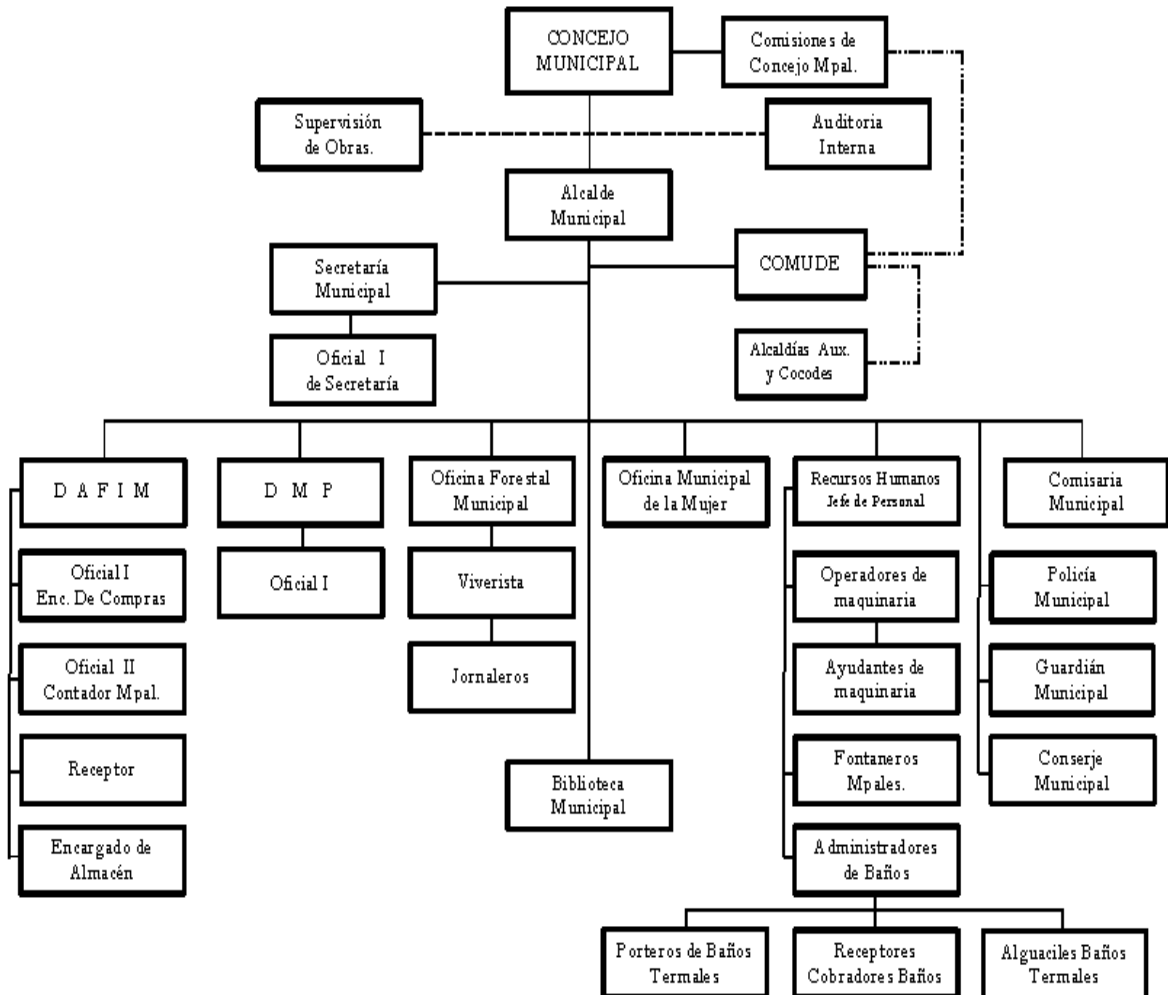 CONCEJO
MUNICIPAL
Comisiones de
Concejo Mpal.
Supervisión
de Obras.
Auditoria
Interna
Alcalde
Municipal
Secretaría
Municipal
COMUDE
Oficial I
de Secretaría
Alcaldías Aux.
y Cocodes
D A F I M
D M P
Oficina Forestal
Municipal
Oficina Municipal
de la Mujer
Recursos Humanos
Jefe de Personal
Comisaria
Municipal
Oficial I
Enc. De Compras
Oficial I
Viverista
Operadores de
maquinaria
Policía
Municipal
Oficial II
Contador Mpal.
Jornaleros
Ayudantes de
maquinaria
Guardián
Municipal
Receptor
Biblioteca
Municipal
Fontaneros
Mpales.
Conserje
Municipal
Encargado de
Almacén
Administradores
de Baños
Porteros de Baños
Termales
Receptores
Cobradores Baños
Alguaciles Baños
Termales